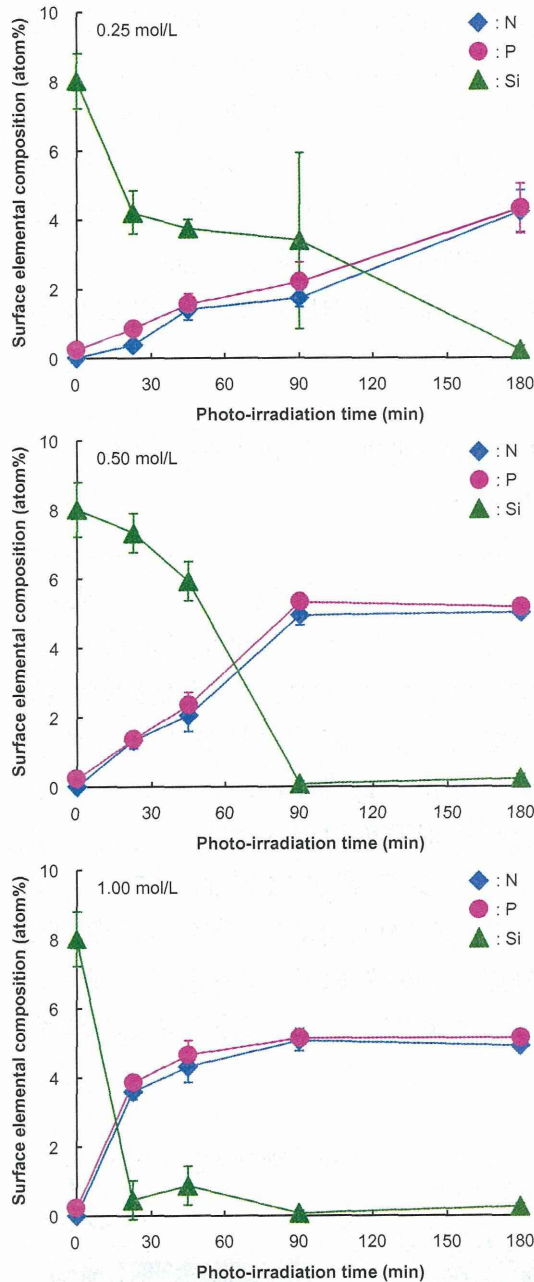 0.25 mol/L
: N
: P
: Si
Surface elemental composition (atom%)
10
8
6
4
2
0
0 30 60 90 120 150 180
Photo-irradiation time (min)
0.50 mol/L
: N
: P
: Si
Surface elemental composition (atom%)
10
8
6
4
2
0
0 30 60 90 120 150 180
Photo-irradiation time (min)
1.00 mol/L
: N
: P
: Si
Surface elemental composition (atom%)
10
8
6
4
2
0
0 30 60 90 120 150 180
Photo-irradiation time (min)